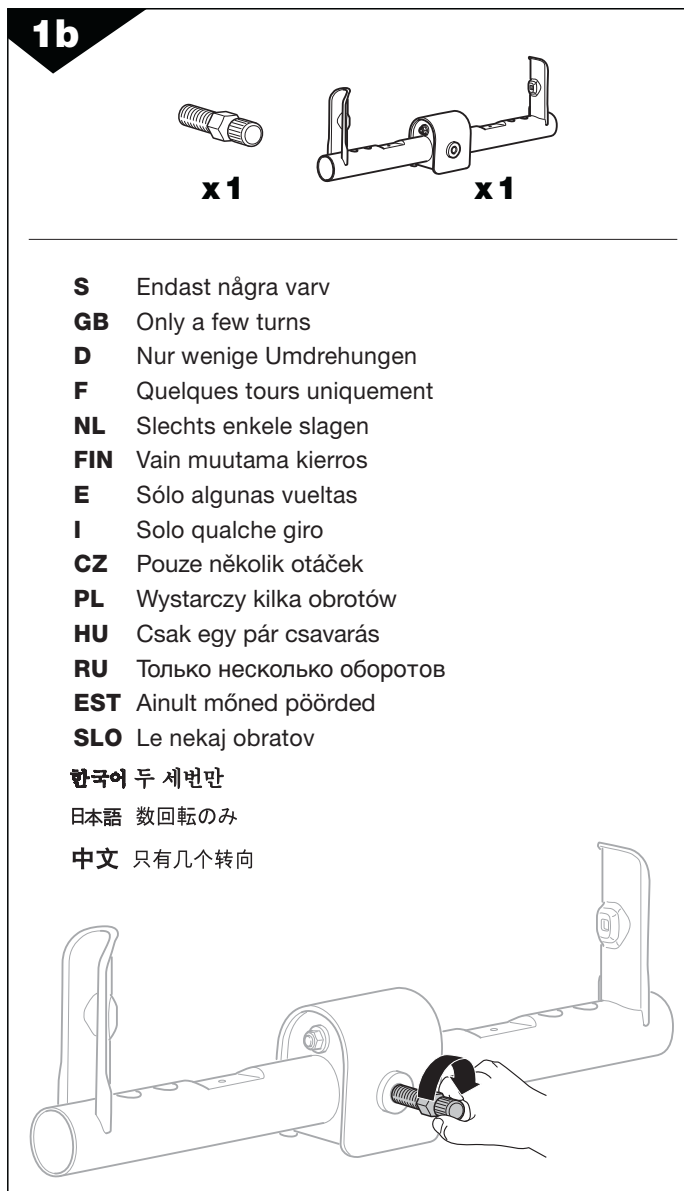 1b
x 1 x 1
S Endast några varv
GB Only a few turns
D Nur wenige Umdrehungen
F Quelques tours uniquement
NL Slechts enkele slagen
FIN Vain muutama kierros
E Sólo algunas vueltas
I Solo qualche giro
CZ Pouze několik otáček
PL Wystarczy kilka obrotów
HU Csak egy pár csavarás
RU Только несколько оборотов
EST Ainult mőned pöörded
SLO Le nekaj obratov
한국어 두 세번만
日本語 数回転のみ
中文 只有几个转向